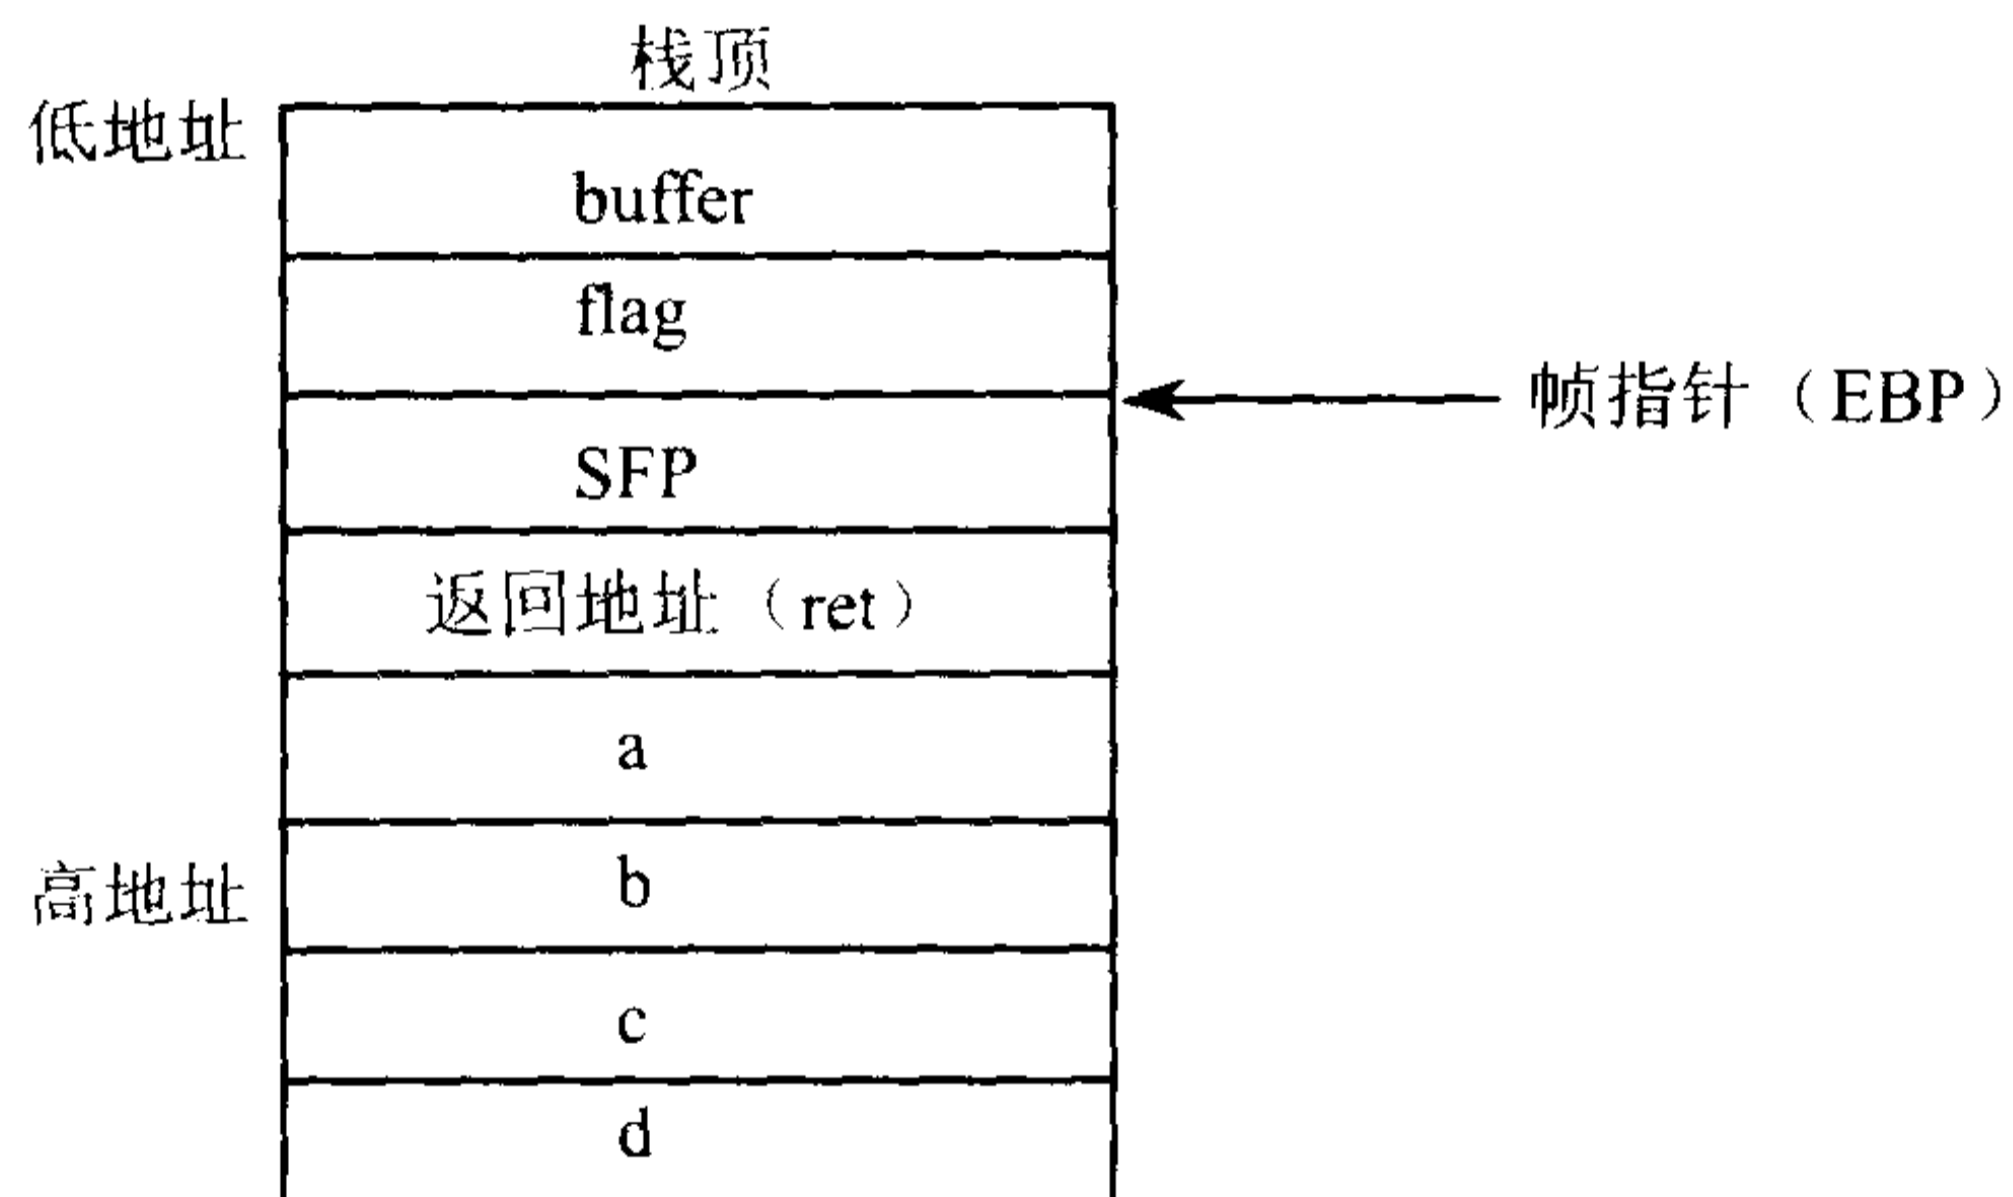 栈顶
低地址
buffer
flag
帧指针（EBP）
SFP
返回地址（ret）
a
b
高地址
c
d